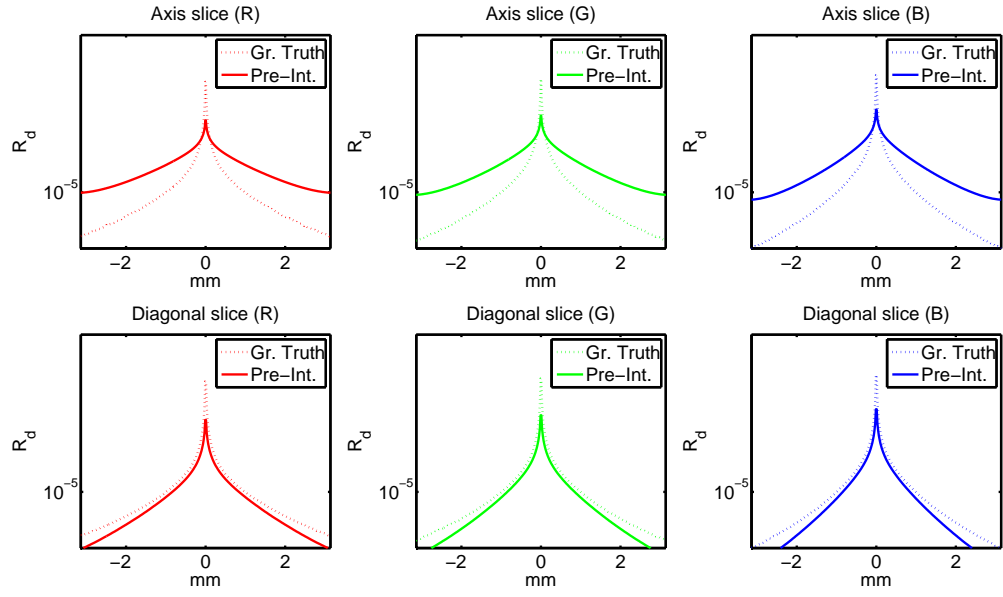 Axis slice (R)
Gr. Truth
Pre−Int.
R_d
10^−5
−2 0 2
mm
Axis slice (G)
Gr. Truth
Pre−Int.
R_d
10^−5
−2 0 2
mm
Axis slice (B)
Gr. Truth
Pre−Int.
R_d
10^−5
−2 0 2
mm
Diagonal slice (R)
Gr. Truth
Pre−Int.
R_d
10^−5
−2 0 2
mm
Diagonal slice (G)
Gr. Truth
Pre−Int.
R_d
10^−5
−2 0 2
mm
Diagonal slice (B)
Gr. Truth
Pre−Int.
R_d
10^−5
−2 0 2
mm